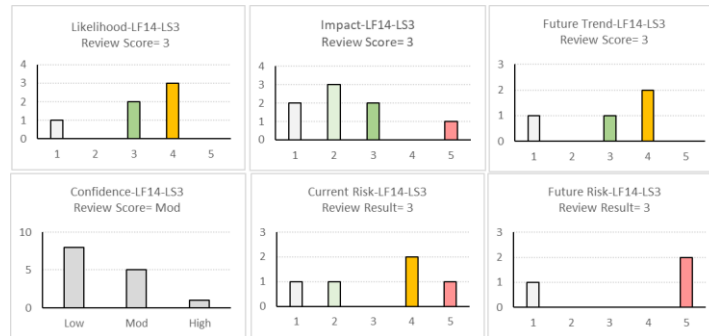 Likelihood-LF14-LS3
Review Score= 3
4
3
2
1
0
1 2 3 4 5
Impact-LF14-LS3
Review Score= 3
4
3
2
1
0
1 2 3 4 5
Future Trend-LF14-LS3
Review Score= 3
3
2
1
0
1 2 3 4 5
Confidence-LF14-LS3
Review Score= Mod
10
5
0
Low Mod High
Current Risk-LF14-LS3
Review Result= 3
3
2
1
0
1 2 3 4 5
Future Risk-LF14-LS3
Review Result= 3
3
2
1
0
1 2 3 4 5